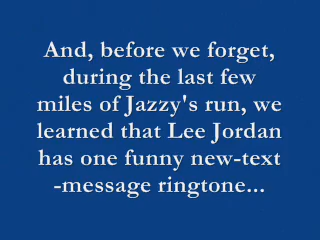 And, before we forget,
during the last few
miles of Jazzy's run, we
learned that Lee Jordan
has one funny new-text
-message ringtone...